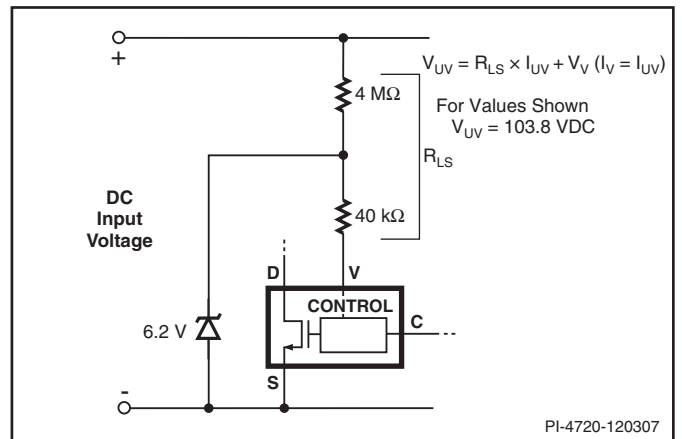 +
V_UV = R_LS × I_UV + V_V (I_V = I_UV)
4 MΩ
For Values Shown
V_UV = 103.8 VDC
R_LS
DC
Input
Voltage
40 kΩ
D
V
CONTROL
C
6.2 V
S
-
PI-4720-120307